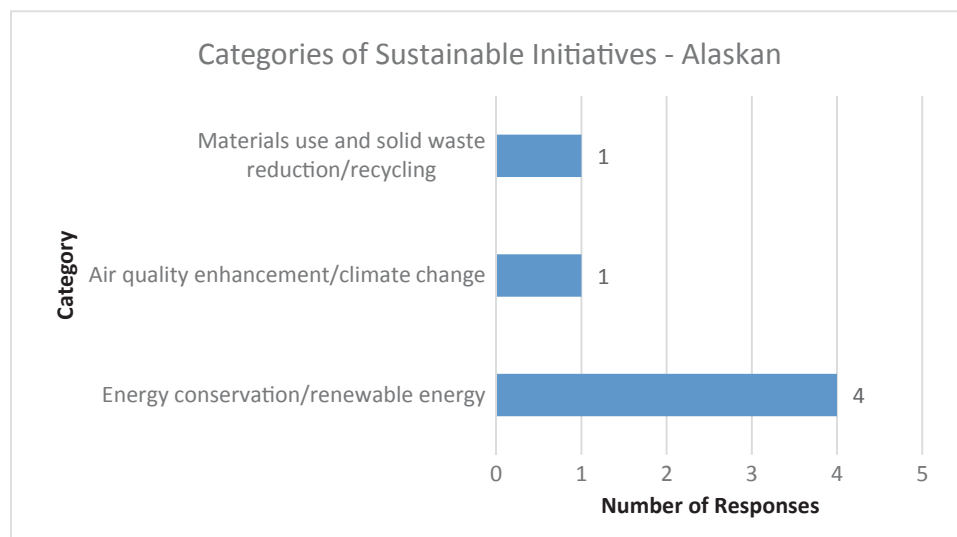 Categories of Sustainable Initiatives - Alaskan
Materials use and solid waste
reduction/recycling
1
Air quality enhancement/climate change
1
Energy conservation/renewable energy
4
Category
0 1 2 3 4 5
Number of Responses